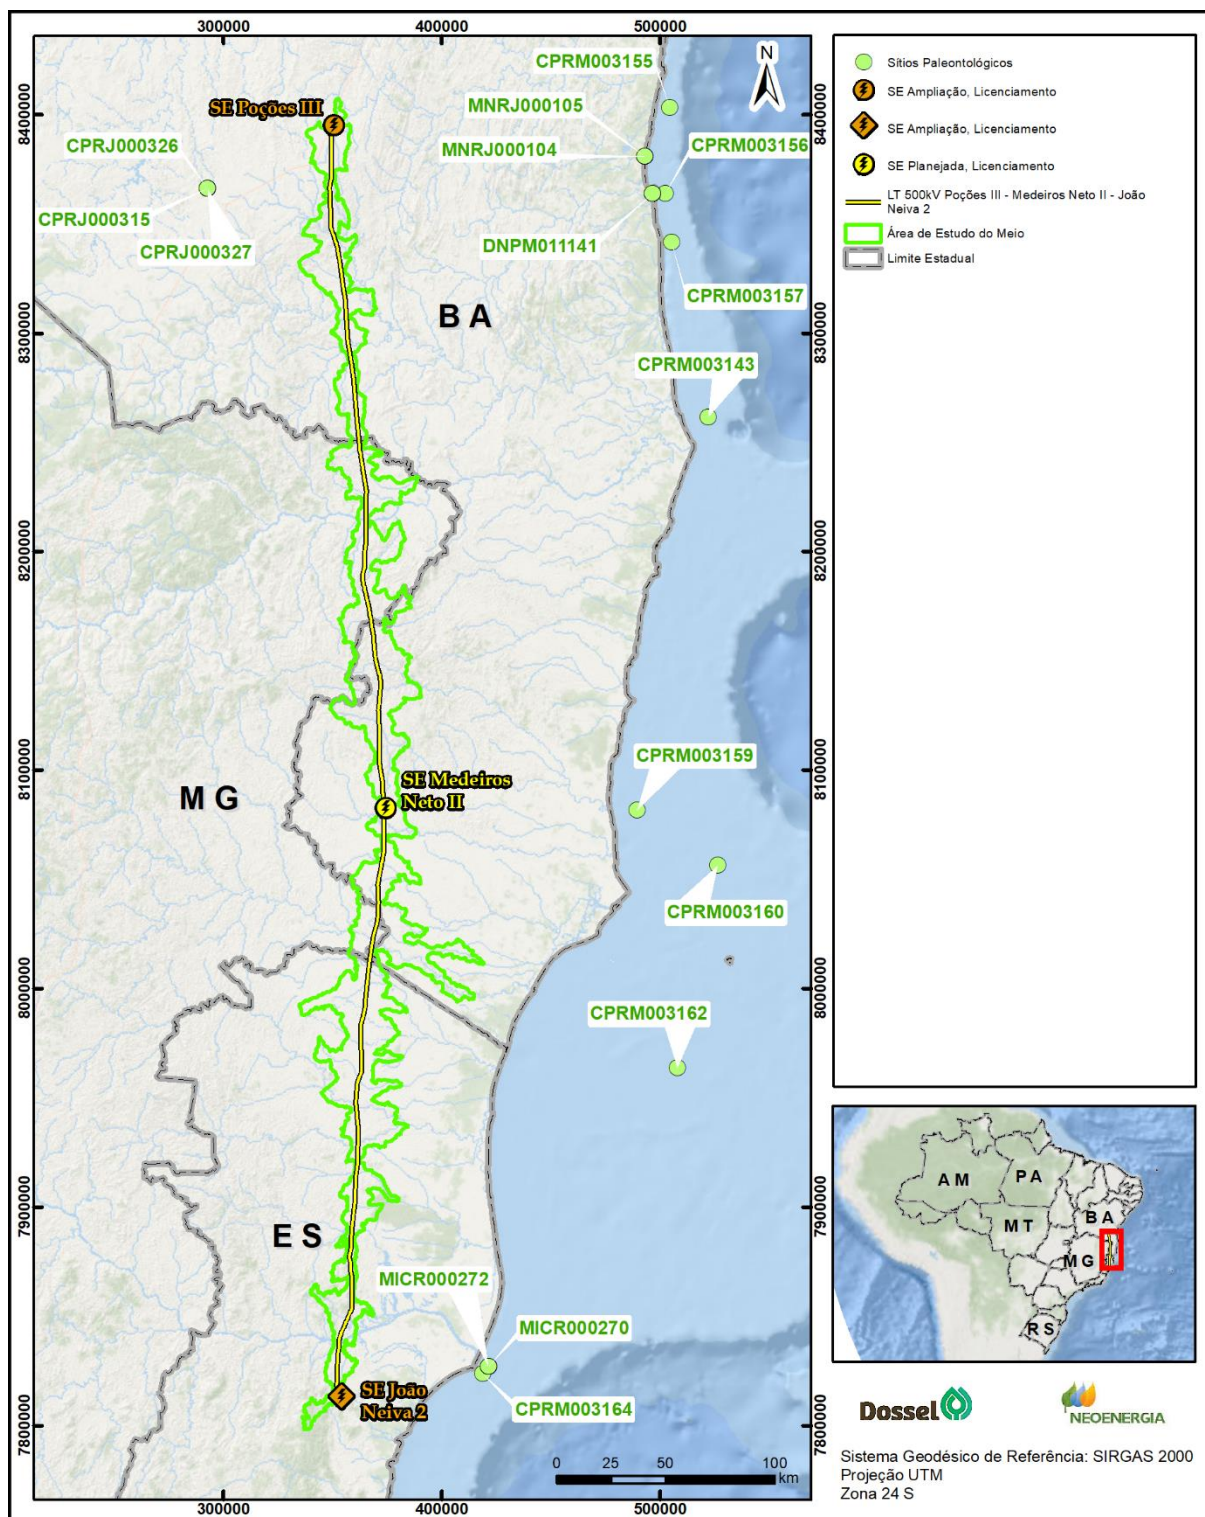 300000
400000
500000
N
CPRM003155
SE Poções III
MNRJ000105
CPRJ000326
MNRJ000104
CPRM003156
CPRJ000315
CPRJ000327
DNPM011141
CPRM003157
B A
CPRM003143
CPRM003159
SE Medeiros
Neto II
M G
CPRM003160
CPRM003162
E S
MICR000272
MICR000270
SE João
Neiva 2
CPRM003164
0 25 50 100
km
300000
400000
500000
8400000
8300000
8200000
8100000
8000000
7900000
7800000
8400000
8300000
8200000
8100000
8000000
7900000
7800000
Sítios Paleontológicos
SE Ampliação, Licenciamento
SE Ampliação, Licenciamento
SE Planejada, Licenciamento
LT 500kV Poções III - Medeiros Neto II - João
Neiva 2
Área de Estudo do Meio
Limite Estadual
A M
P A
B A
M T
M G
R S
Dossel
NEOENERGIA
Sistema Geodésico de Referência: SIRGAS 2000
Projeção UTM
Zona 24 S